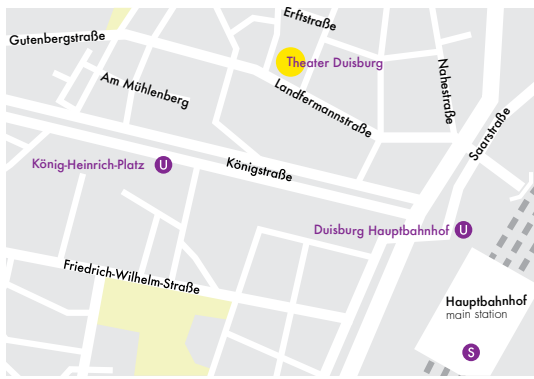 Erftstraße
Gutenbergstraße
Theater Duisburg
Am Mühlenberg
Landfermannstraße
Nahestraße
Saarstraße
König-Heinrich-Platz U
Königstraße
Duisburg Hauptbahnhof U
Friedrich-Wilhelm-Straße
Hauptbahnhof
main station
S